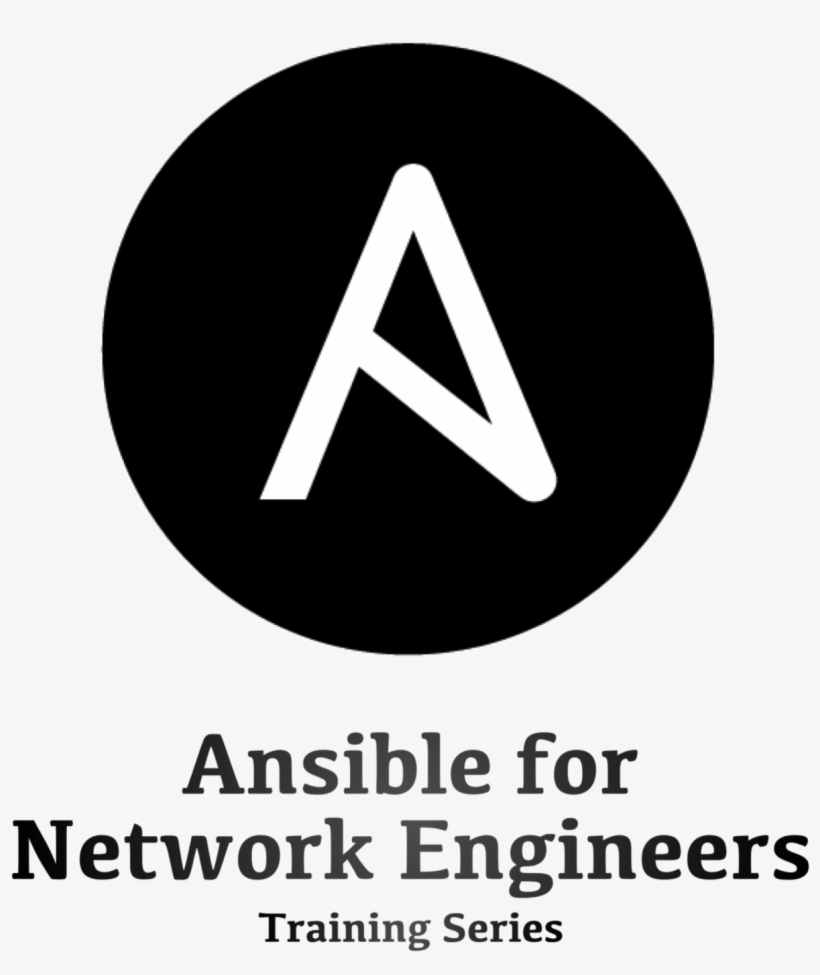 Ansible for
Network Engineers
Training Series